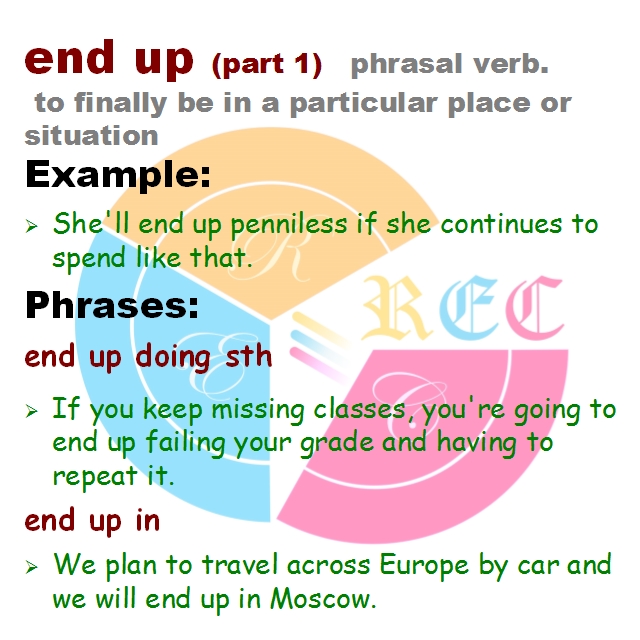 end up (part 1) phrasal verb.
to finally be in a particular place or
situation
Example:
➢ She'll end up penniless if she continues to
spend like that.
R
REC
Phrases:
end up doing sth
E
C
➢ If you keep missing classes, you're going to
end up failing your grade and having to
repeat it.
end up in
➢ We plan to travel across Europe by car and
we will end up in Moscow.